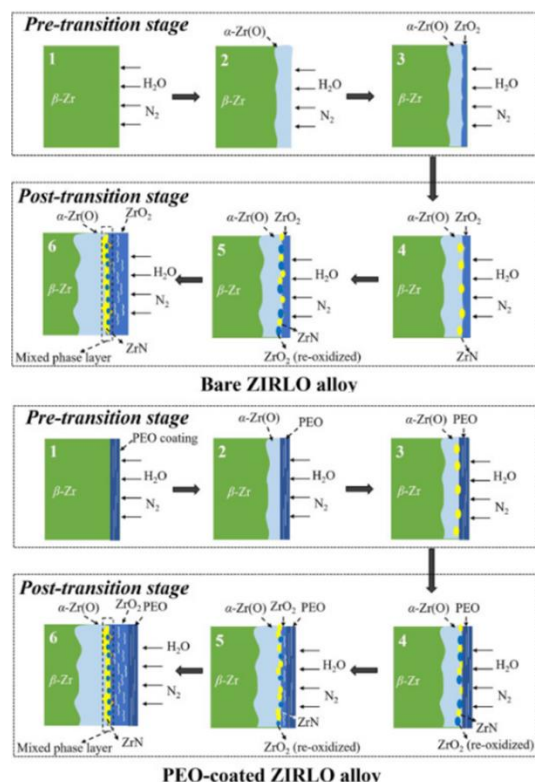 Pre-transition stage
α-Zr(O)
α-Zr(O) ZrO₂
1 2 3
β-Zr H₂O N₂
β-Zr H₂O N₂
β-Zr H₂O N₂
Post-transition stage
α-Zr(O) ZrO₂
α-Zr(O) ZrO₂
α-Zr(O) ZrO₂
6 5 4
β-Zr H₂O N₂
β-Zr H₂O N₂
β-Zr H₂O N₂
Mixed phase layer ZrN
ZrN
ZrO₂ (re-oxidized)
ZrN
Bare ZIRLO alloy
Pre-transition stage
PEO coating
α-Zr(O) PEO
α-Zr(O) PEO
1 2 3
β-Zr H₂O N₂
β-Zr H₂O N₂
β-Zr H₂O N₂
Post-transition stage
α-Zr(O) ZrO₂ PEO
α-Zr(O) ZrO₂ PEO
α-Zr(O) PEO
6 5 4
β-Zr H₂O N₂
β-Zr H₂O N₂
β-Zr H₂O N₂
Mixed phase layer ZrN
ZrN
ZrO₂ (re-oxidized)
ZrN
ZrO₂ (re-oxidized)
PEO-coated ZIRLO alloy